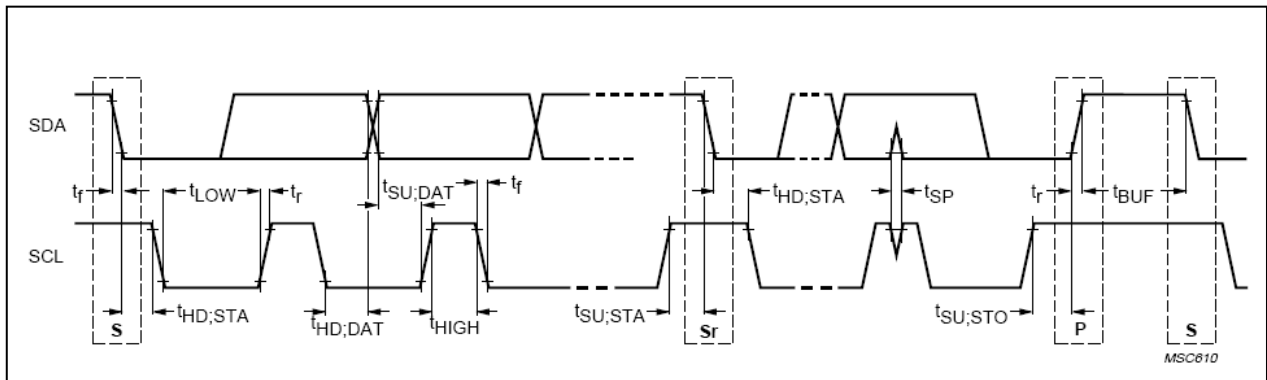 SDA
tf tLOW tr tSU;DAT tf tHD;STA tSP tr tBUF
SCL
tHD;STA tHD;DAT tHIGH tSU;STA tSU;STO
S Sr P S
MSC610